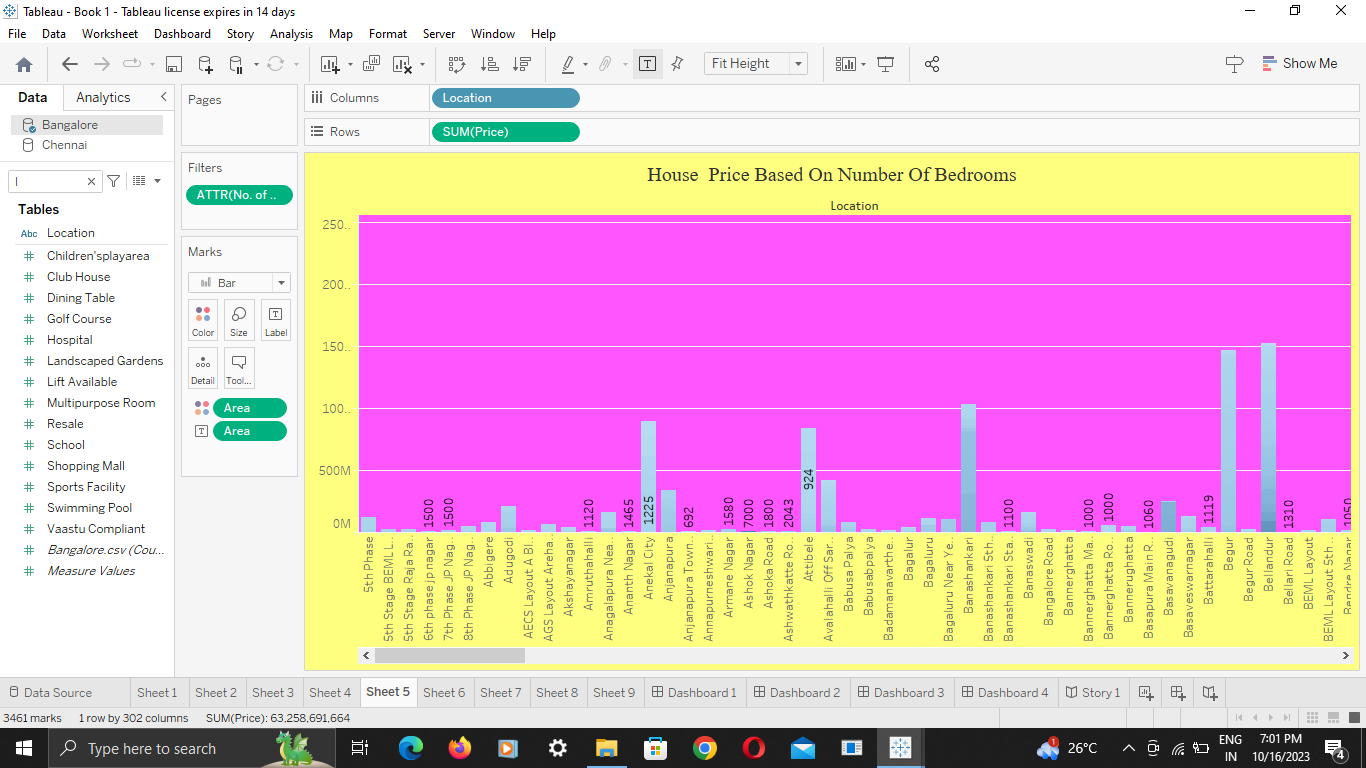 Tableau - Book 1 - Tableau license expires in 14 days
File Data Worksheet Dashboard Story Analysis Map Format Server Window Help
Fit Height
Show Me
Data Analytics
Bangalore
Chennai
l
Tables
Abc Location
Children'splayarea
Club House
Dining Table
Golf Course
Hospital
Landscaped Gardens
Lift Available
Multipurpose Room
Resale
School
Shopping Mall
Sports Facility
Swimming Pool
Vaastu Compliant
Bangalore.csv (Cou...
Measure Values
Pages
Filters
ATTR(No. of ..
Marks
Bar
Color Size Label
Detail Tool...
Area
Area
Columns Location
Rows SUM(Price)
House Price Based On Number Of Bedrooms
Location
250..
200..
150..
100..
500M
0M
1500
1500
1120
1465
1225
692
1580
7000
1800
2043
924
1100
1000
1000
1060
1119
1310
1050
5th Phase
5th Stage BEML L..
5th Stage Raja Ra..
6th phase jp nagar
7th Phase JP Nag..
8th Phase JP Nag..
Abbigere
Adugodi
AECS Layout A Bl..
AGS Layout Areha..
Akshayanagar
Amruthahalli
Anagalapura Nea..
Ananth Nagar
Anekal City
Anjanapura
Anjanapura Town..
Annapurneshwari..
Armane Nagar
Ashok Nagar
Ashoka Road
Ashwathkatte Ro..
Attibele
Avalahalli Off Sar..
Babusa Palya
Babusabpalya
Badamanavarthe..
Bagalur
Bagaluru
Bagaluru Near Ye..
Banashankari
Banashankari 5th..
Banashankari Sta..
Banaswadi
Bangalore Road
Bannerghatta
Bannerghatta Ma..
Bannerghatta Ro..
Bannerughatta
Basapura Main R..
Basavanagudi
Basaveswarnagar
Battarahalli
Begur
Begur Road
Bellandur
Bellari Road
BEML Layout
BEML Layout 5th ..
Bendre Nagar
Data Source Sheet 1 Sheet 2 Sheet 3 Sheet 4 Sheet 5 Sheet 6 Sheet 7 Sheet 8 Sheet 9 Dashboard 1 Dashboard 2 Dashboard 3 Dashboard 4 Story 1
3461 marks 1 row by 302 columns SUM(Price): 63,258,691,664
Type here to search
1
26°C
ENG
IN
7:01 PM
10/16/2023
4